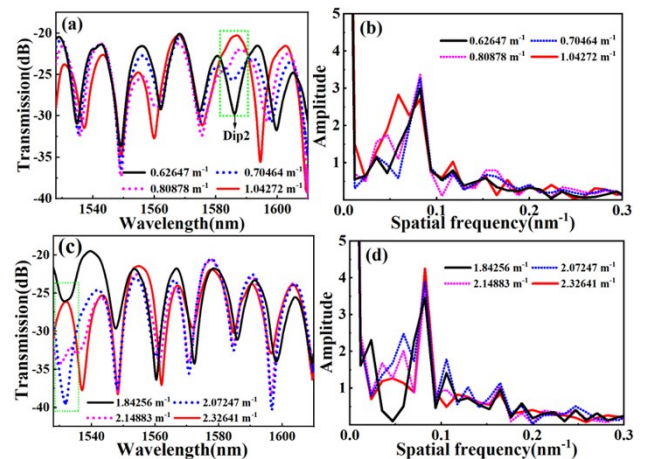 (a)
-20
-25
-30
-35
-40
Transmission(dB)
Dip2
0.62647 m⁻¹
0.70464 m⁻¹
0.80878 m⁻¹
1.04272 m⁻¹
1540
1560
1580
1600
Wavelength(nm)
(b)
5
4
3
2
1
Amplitude
0.62647 m⁻¹
0.70464 m⁻¹
0.80878 m⁻¹
1.04272 m⁻¹
0.0
0.1
0.2
0.3
Spatial frequency(nm⁻¹)
(c)
-20
-25
-30
-35
-40
Transmission(dB)
1.84256 m⁻¹
2.07247 m⁻¹
2.14883 m⁻¹
2.32641 m⁻¹
1540
1560
1580
1600
Wavelength(nm)
(d)
5
4
3
2
1
Amplitude
1.84256 m⁻¹
2.07247 m⁻¹
2.14883 m⁻¹
2.32641 m⁻¹
0.0
0.1
0.2
0.3
Spatial frequency(nm⁻¹)